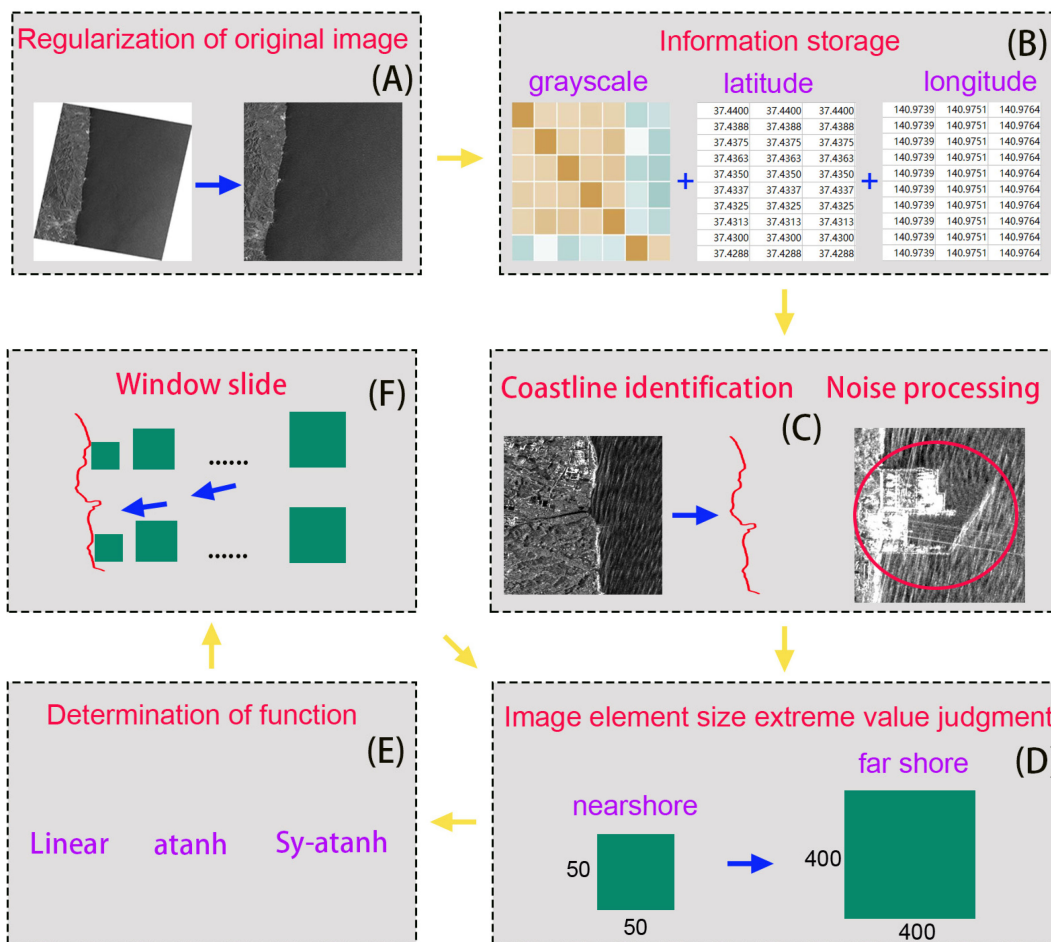 Regularization of original image
(A)
Information storage
(B)
grayscale
latitude
longitude
37.4400 37.4400 37.4400
37.4388 37.4388 37.4388
37.4375 37.4375 37.4375
37.4363 37.4363 37.4363
37.4350 37.4350 37.4350
37.4337 37.4337 37.4337
37.4325 37.4325 37.4325
37.4313 37.4313 37.4313
37.4300 37.4300 37.4300
37.4288 37.4288 37.4288
140.9739 140.9751 140.9764
140.9739 140.9751 140.9764
140.9739 140.9751 140.9764
140.9739 140.9751 140.9764
140.9739 140.9751 140.9764
140.9739 140.9751 140.9764
140.9739 140.9751 140.9764
140.9739 140.9751 140.9764
140.9739 140.9751 140.9764
140.9739 140.9751 140.9764
+
+
Window slide
(F)
......
......
Coastline identification
Noise processing
(C)
Determination of function
(E)
Linear
atanh
Sy-atanh
Image element size extreme value judgment
(D
far shore
nearshore
50
50
400
400